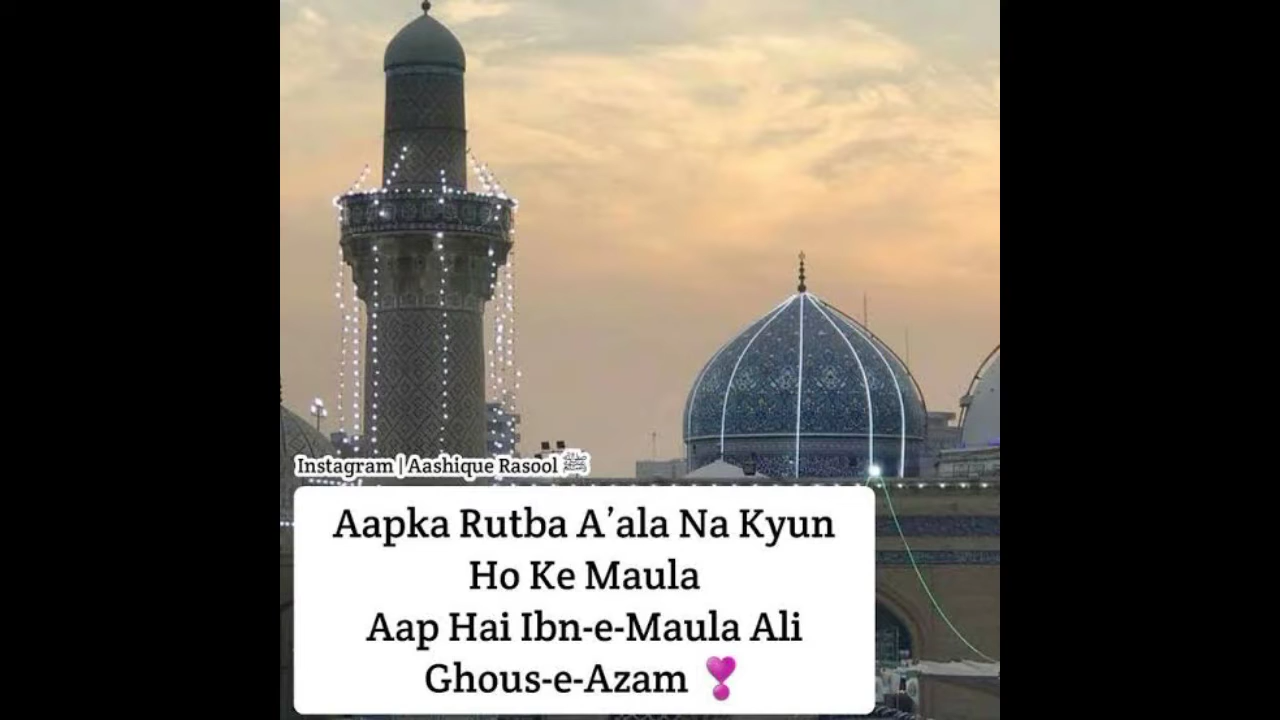 Instagram | Aashique Rasool ﷺ
Aapka Rutba A’ala Na Kyun
Ho Ke Maula
Aap Hai Ibn-e-Maula Ali
Ghous-e-Azam ❣️